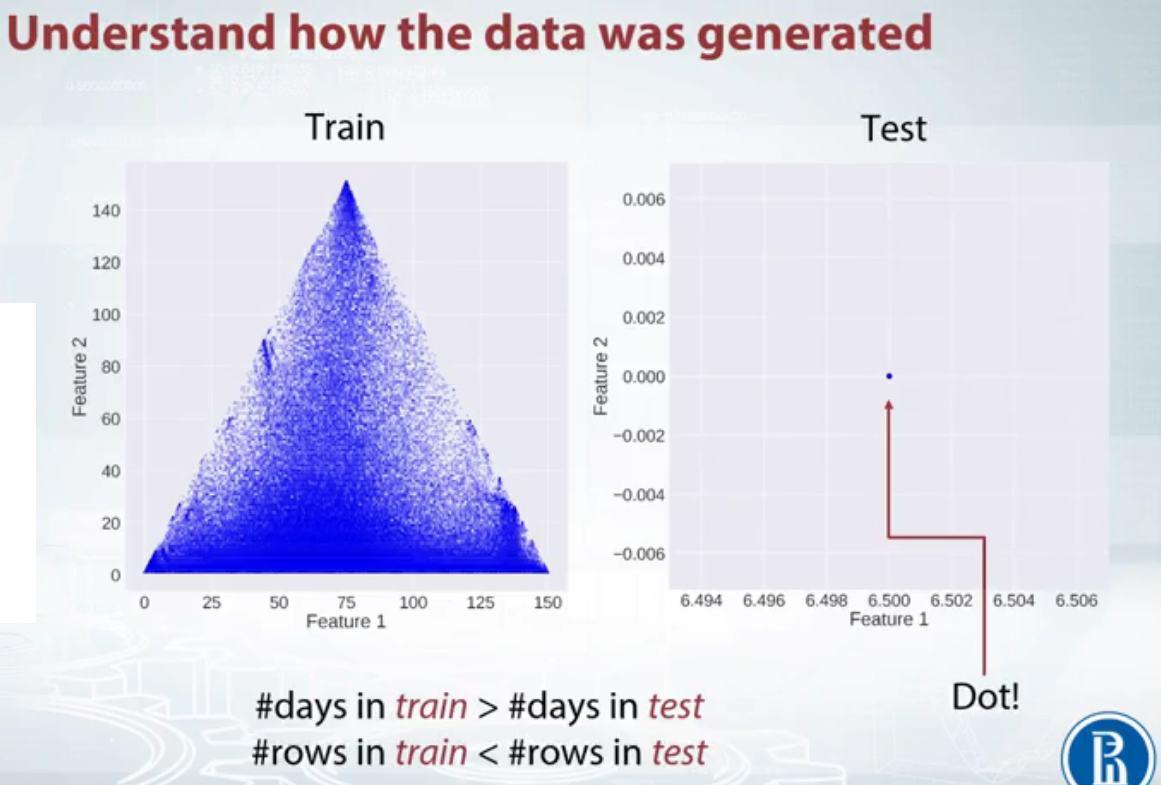 Understand how the data was generated
Train
Test
140
120
100
80
60
40
20
0
Feature 2
0
25
50
75
100
125
150
Feature 1
0.006
0.004
0.002
0.000
−0.002
−0.004
−0.006
Feature 2
6.494
6.496
6.498
6.500
6.502
6.504
6.506
Feature 1
Dot!
#days in train > #days in test
#rows in train < #rows in test